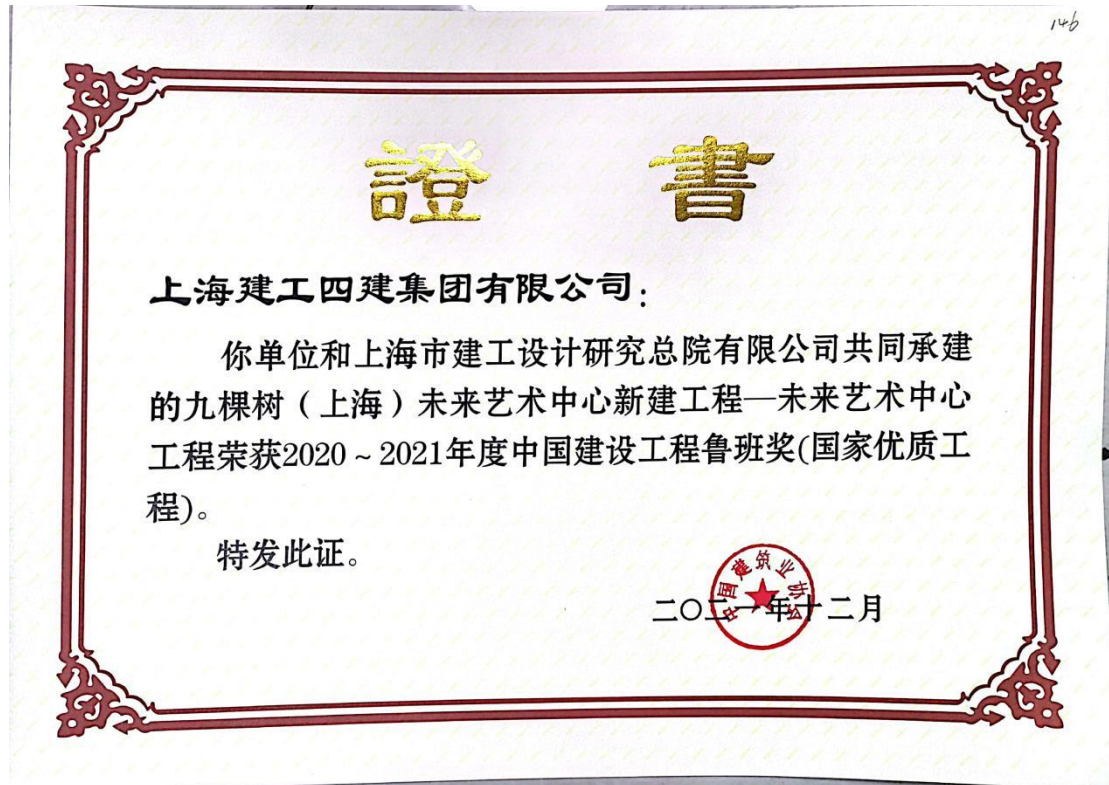 146
證書
上海建工四建集团有限公司：
你单位和上海市建工设计研究总院有限公司共同承建
的九棵树（上海）未来艺术中心新建工程—未来艺术中心
工程荣获2020～2021年度中国建设工程鲁班奖(国家优质工
程)。
特发此证。
中国建筑业协会
二〇二一年十二月